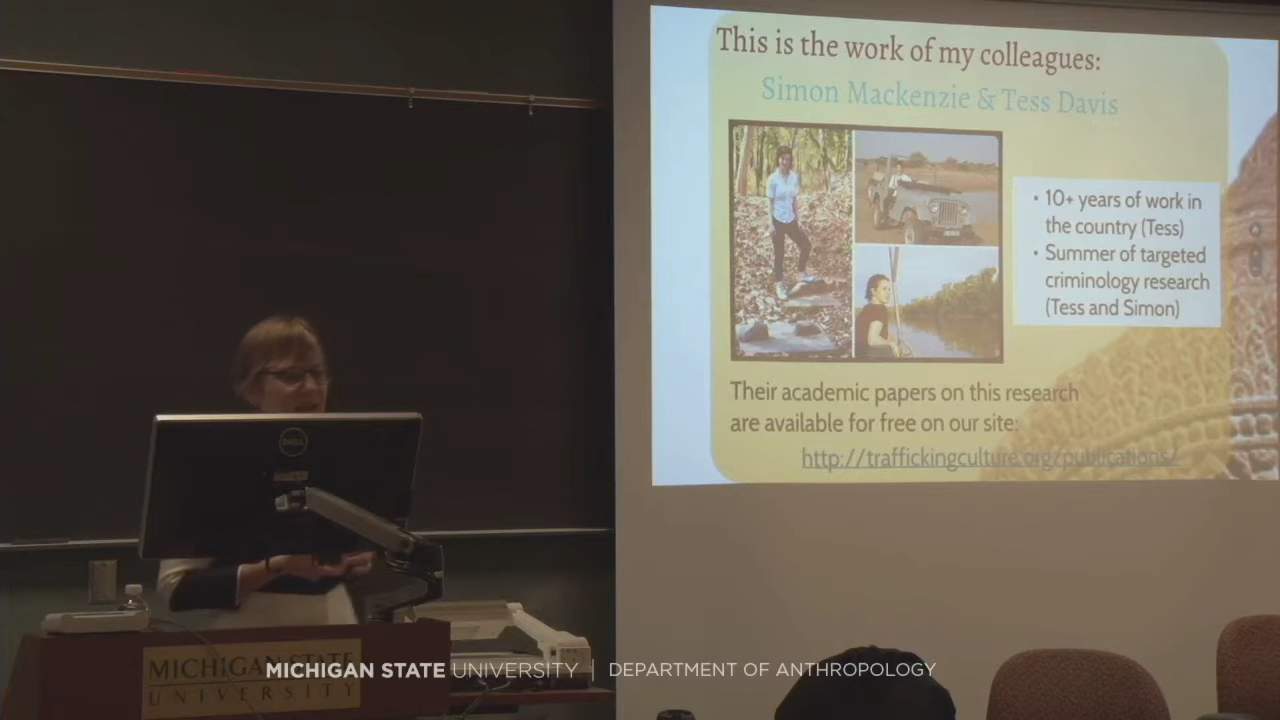 This is the work of my colleagues:
Simon Mackenzie & Tess Davis
• 10+ years of work in
the country (Tess)
• Summer of targeted
criminology research
(Tess and Simon)
Their academic papers on this research
are available for free on our site:
http://traffickingculture.org/publications/
DELL
MICHIGAN STATE
UNIVERSITY
MICHIGAN STATE UNIVERSITY | DEPARTMENT OF ANTHROPOLOGY